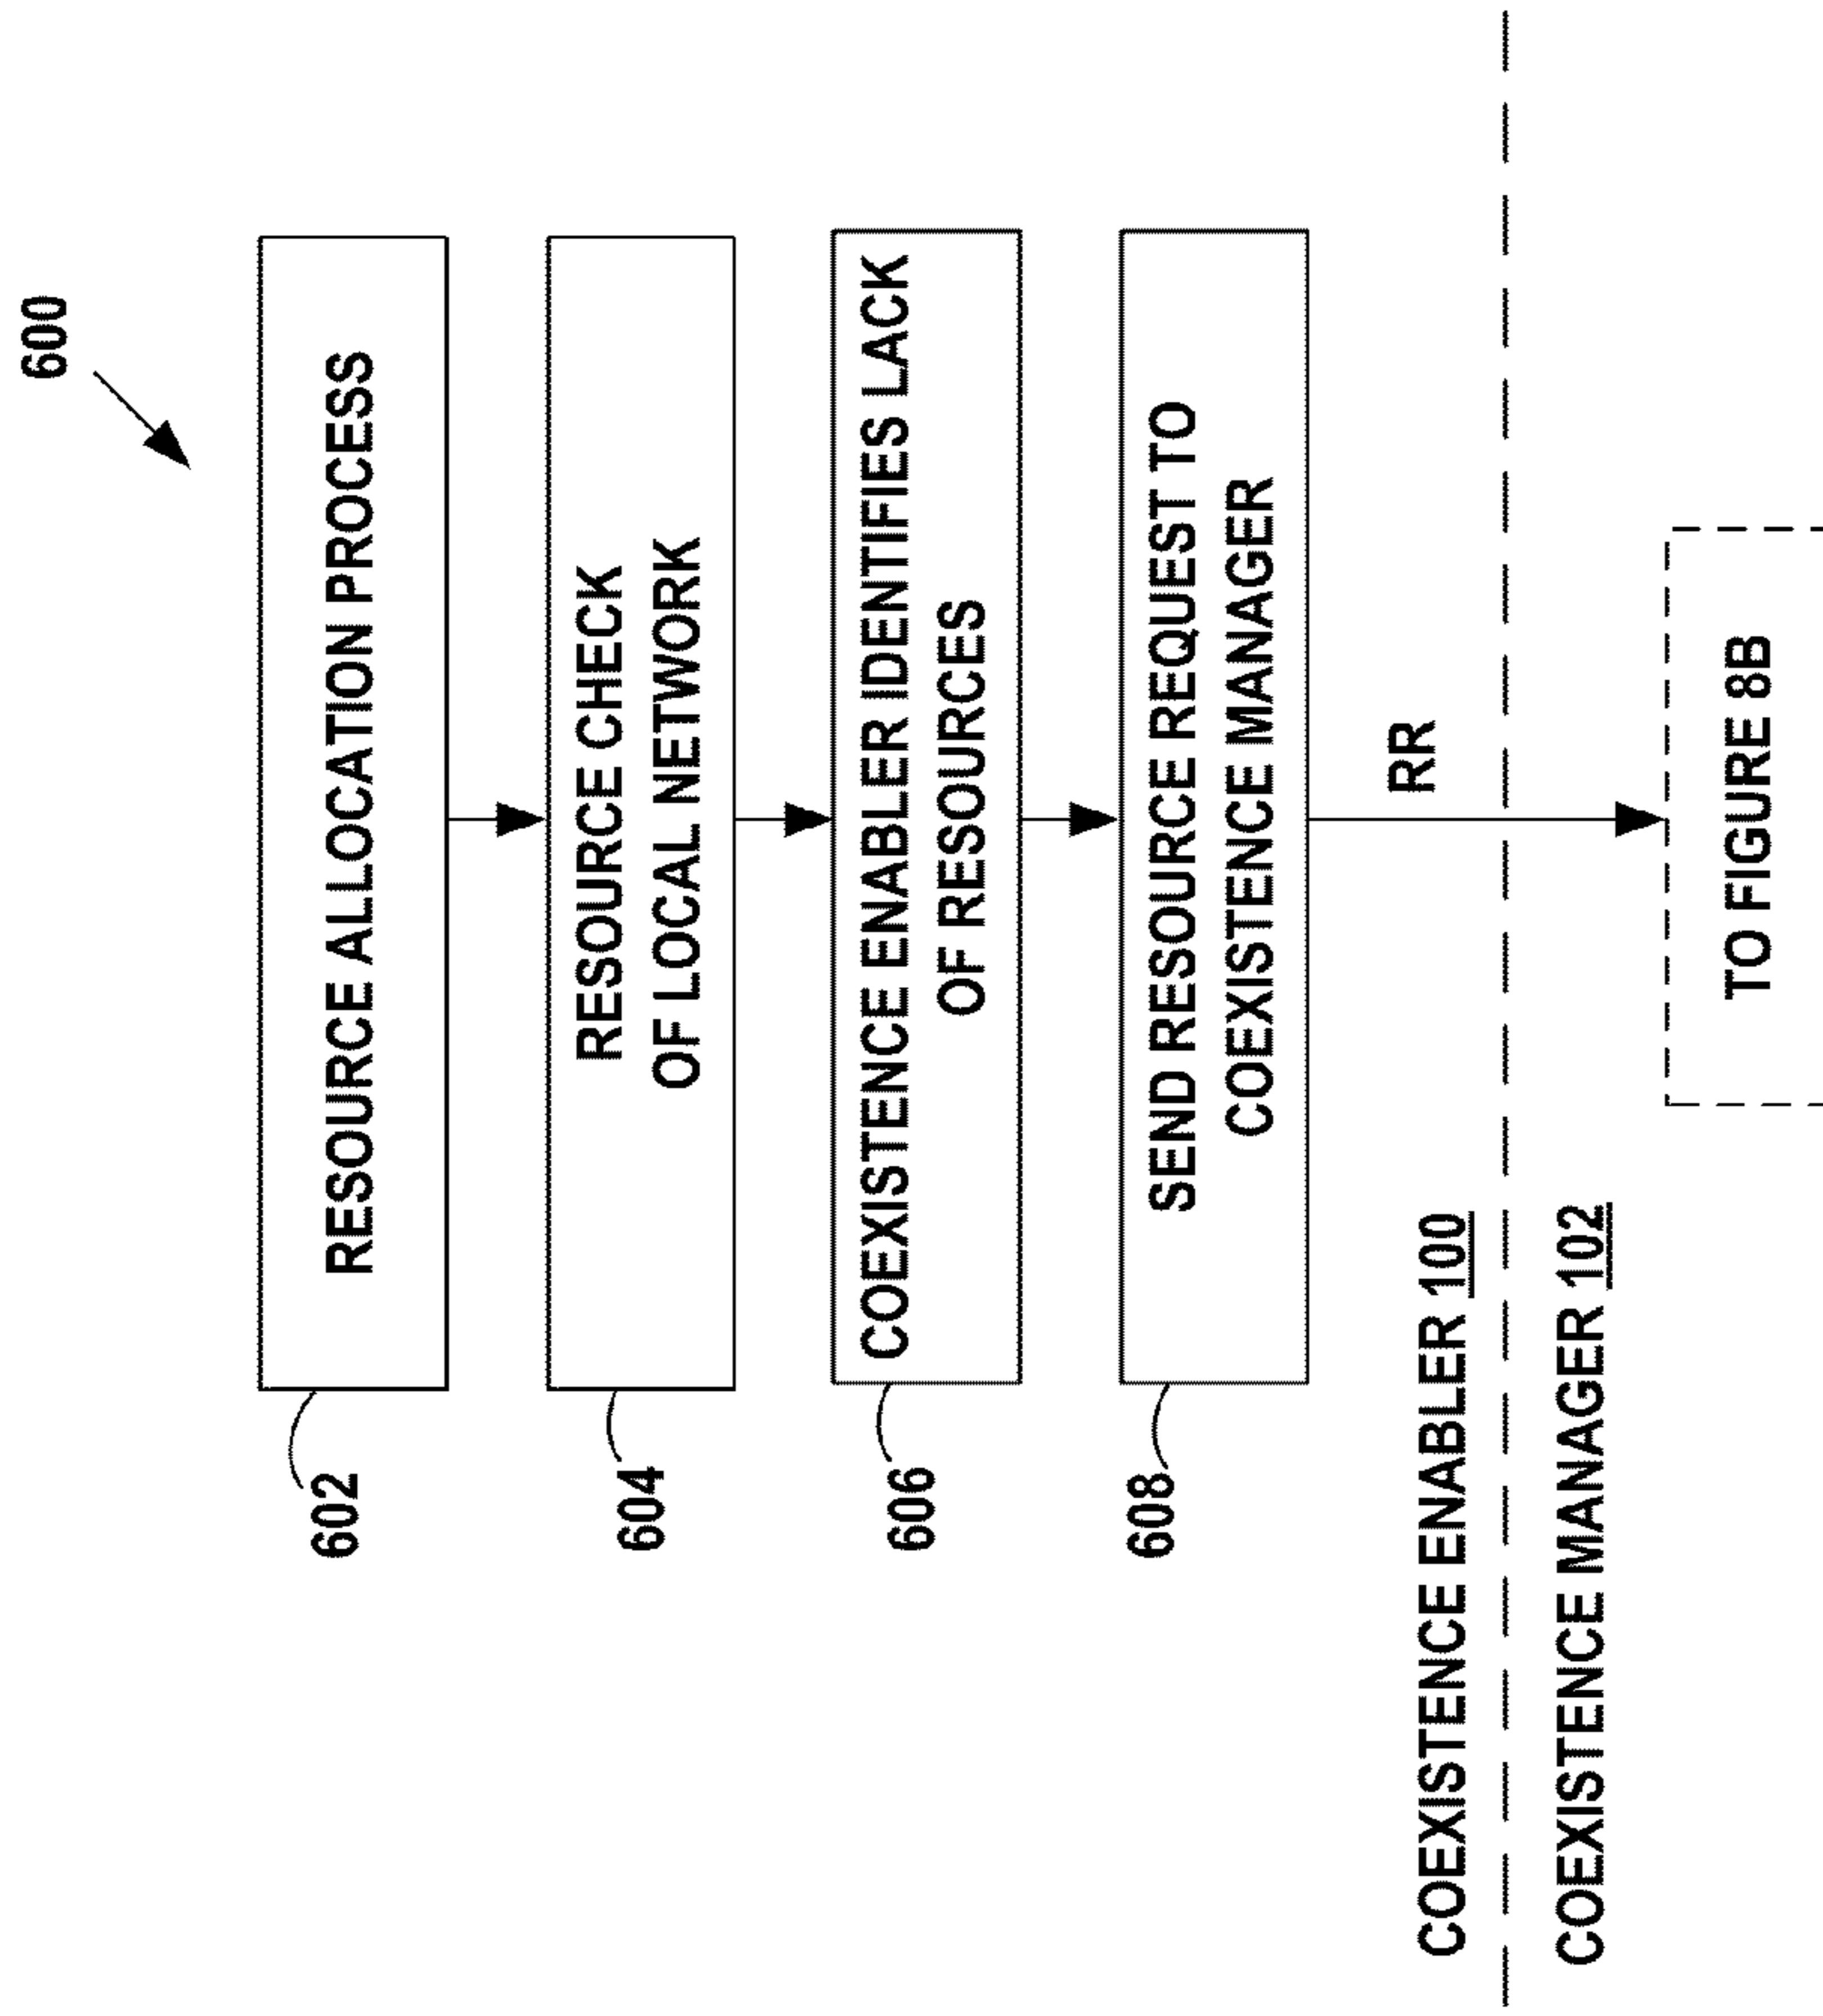 600
602
RESOURCE ALLOCATION PROCESS
604
RESOURCE CHECK
OF LOCAL NETWORK
606
COEXISTENCE ENABLER IDENTIFIES LACK
OF RESOURCES
608
SEND RESOURCE REQUEST TO
COEXISTENCE MANAGER
RR
COEXISTENCE ENABLER 100
COEXISTENCE MANAGER 102
TO FIGURE 8B